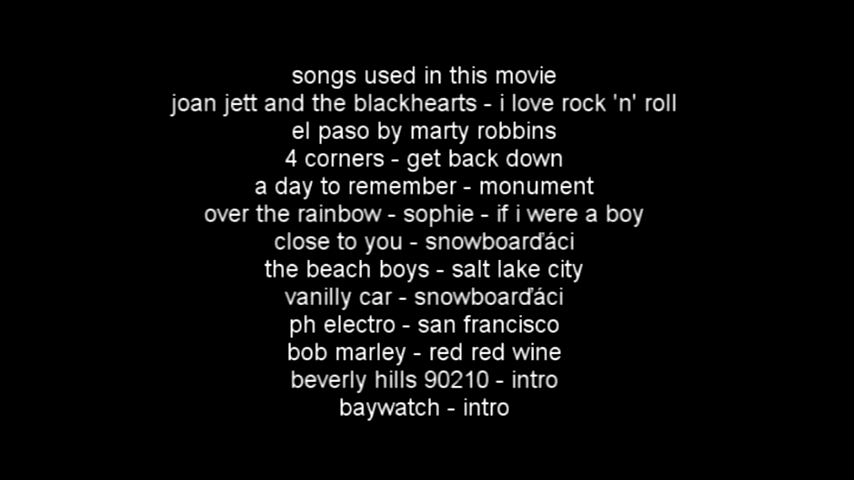 songs used in this movie
joan jett and the blackhearts - i love rock 'n' roll
el paso by marty robbins
4 corners - get back down
a day to remember - monument
over the rainbow - sophie - if i were a boy
close to you - snowboarďáci
the beach boys - salt lake city
vanilly car - snowboarďáci
ph electro - san francisco
bob marley - red red wine
beverly hills 90210 - intro
baywatch - intro